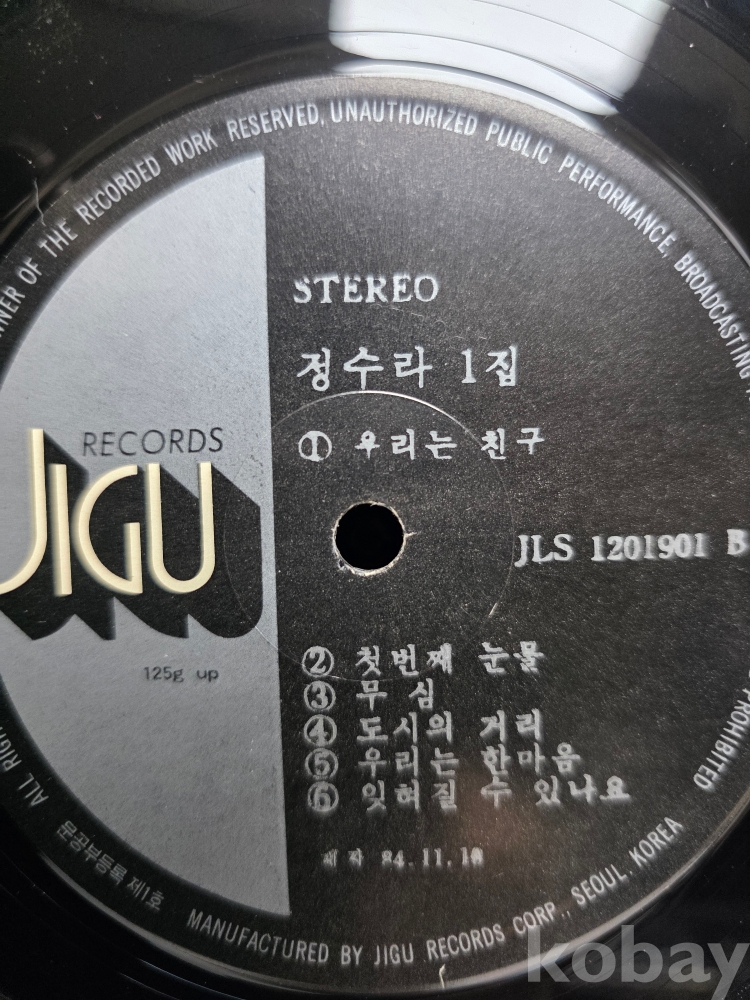 NER OF THE RECORDED WORK RESERVED, UNAUTHORIZED PUBLIC PERFORMANCE, BROADCASTING
STEREO
정수라 1집
① 우리는 친구
RECORDS
JIGU
JLS 1201901 B
125g up
② 첫번째 눈물
③ 무 심
④ 도시의 거리
⑤ 우리는 한마음
⑥ 잊혀질 수 있나요
84.11.
PROHIBITED
ALL RIGH
문공부등록 제1호
MANUFACTURED BY JIGU RECORDS CORP., SEOUL, KOREA
kobay